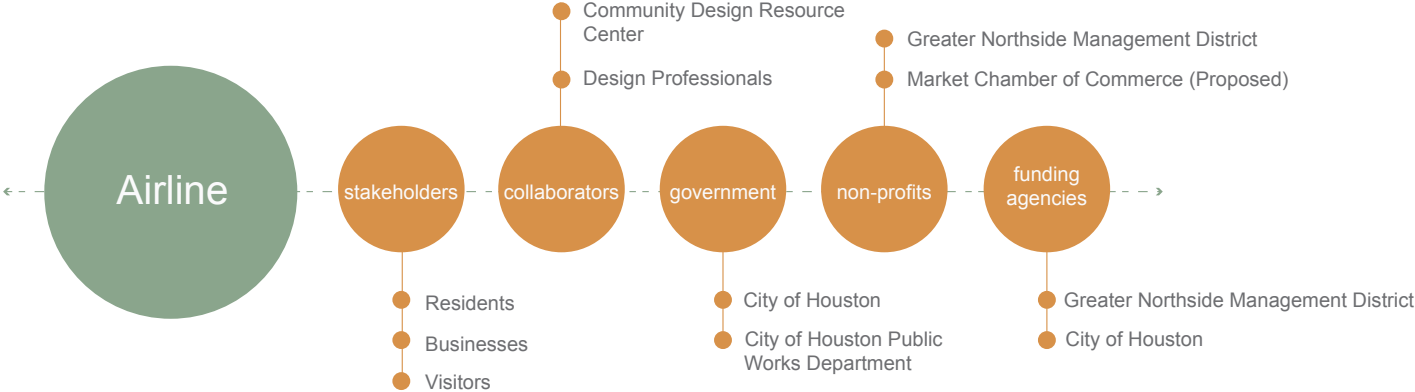 Community Design Resource
Center
Design Professionals
Greater Northside Management District
Market Chamber of Commerce (Proposed)
Airline
stakeholders
collaborators
government
non-profits
funding
agencies
Residents
Businesses
Visitors
City of Houston
City of Houston Public
Works Department
Greater Northside Management District
City of Houston